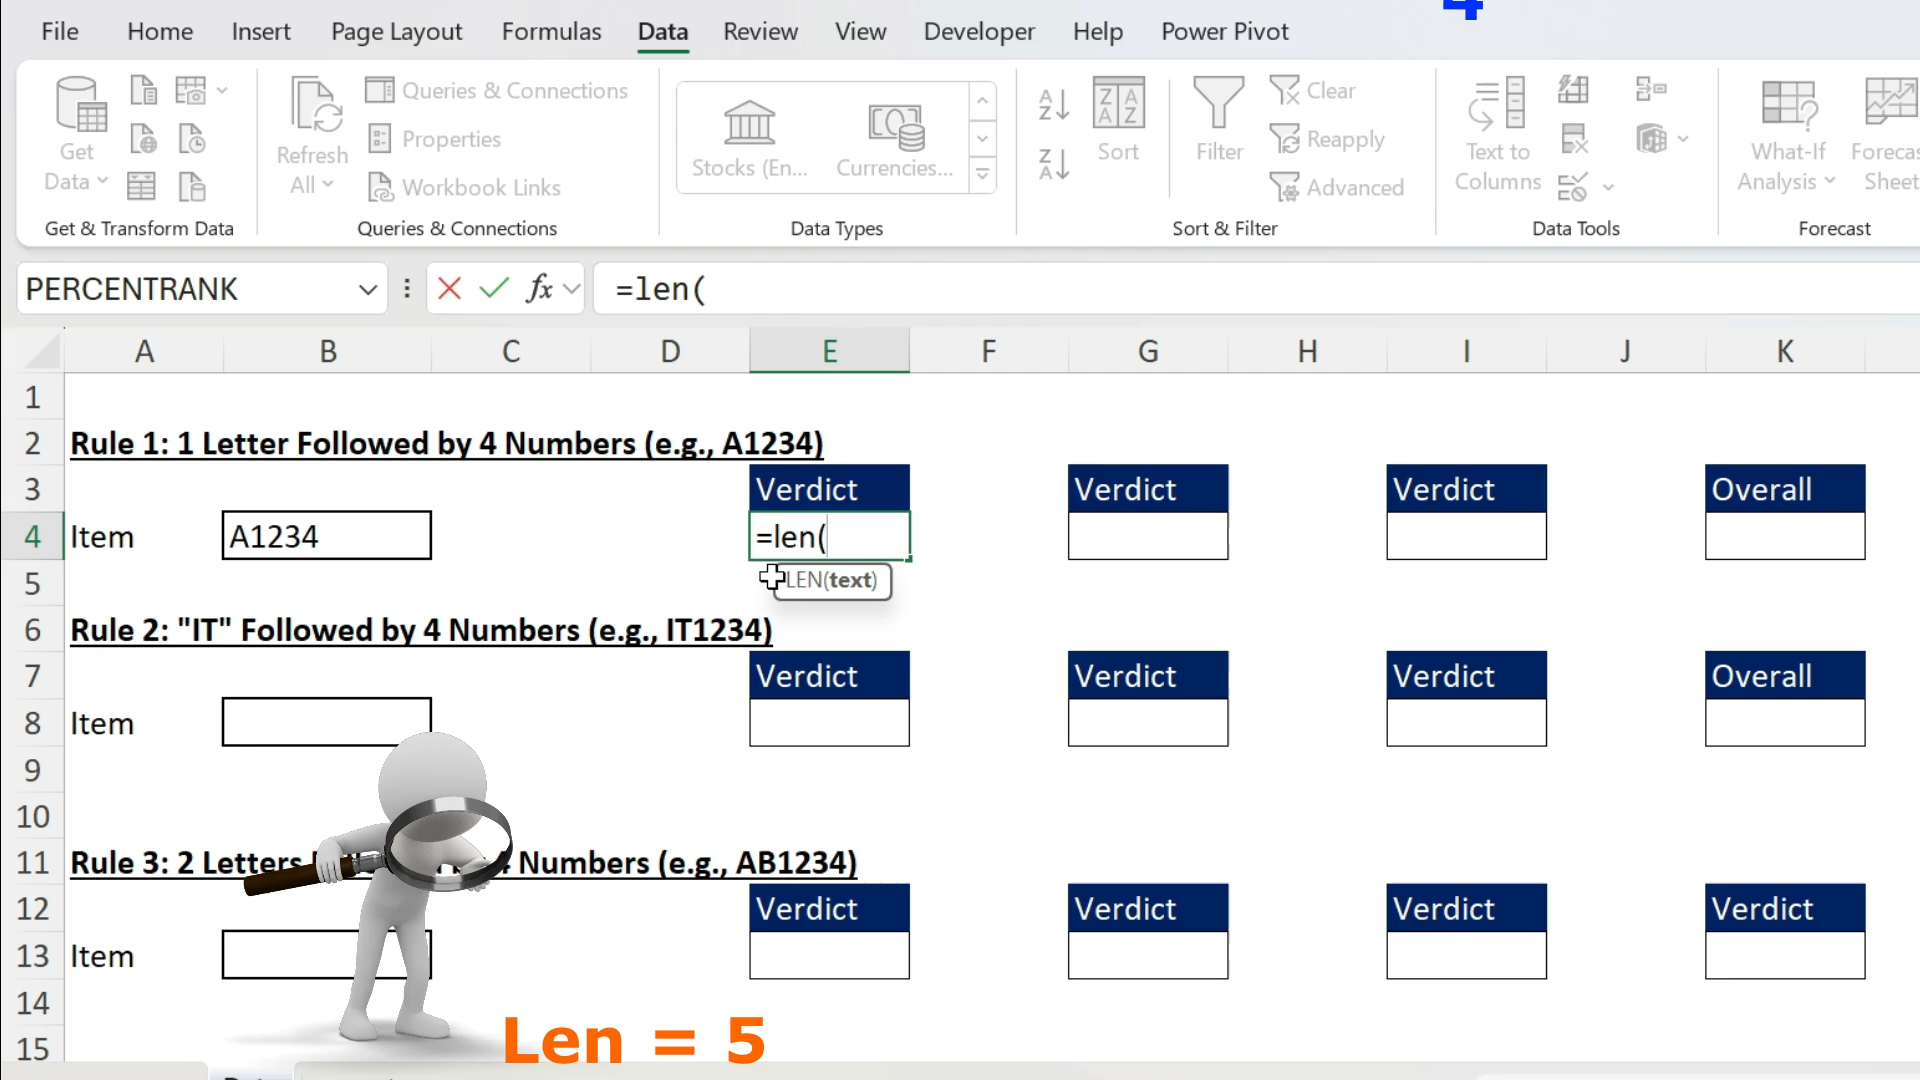 4
File Home Insert Page Layout Formulas Data Review View Developer Help Power Pivot
Get Data
Refresh All
Queries & Connections
Properties
Workbook Links
Stocks (En... Currencies...
A Z
Z A
Z A A Z
Sort
Filter
Clear
Reapply
Advanced
Text to Columns
What-If Analysis
Sheet
Get & Transform Data Queries & Connections Data Types Sort & Filter Data Tools Forecast
PERCENTRANK fx =len(
A B C D E F G H I J K
1
2 Rule 1: 1 Letter Followed by 4 Numbers (e.g., A1234)
3 Verdict Verdict Verdict Overall
4 Item A1234 =len(
5 LEN(text)
6 Rule 2: "IT" Followed by 4 Numbers (e.g., IT1234)
7 Verdict Verdict Verdict Overall
8 Item
9
10
11 Rule 3: 2 Letters 4 Numbers (e.g., AB1234)
12 Verdict Verdict Verdict Verdict
13 Item
14
15
Len = 5